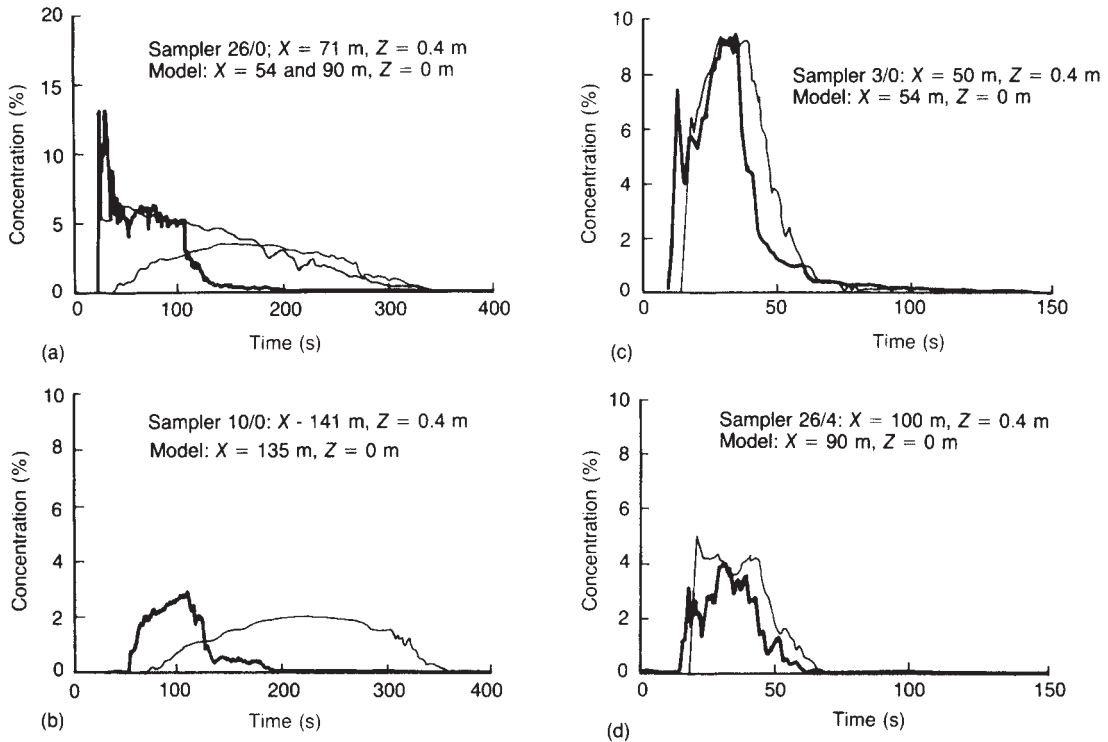 20
15
10
5
0
Concentration (%)
Sampler 26/0; X = 71 m, Z = 0.4 m
Model: X = 54 and 90 m, Z = 0 m
0 100 200 300 400
Time (s)
(a)
10
8
6
4
2
0
Concentration (%)
Sampler 10/0: X - 141 m, Z = 0.4 m
Model: X = 135 m, Z = 0 m
0 100 200 300 400
Time (s)
(b)
10
8
6
4
2
0
Concentration (%)
Sampler 3/0: X = 50 m, Z = 0.4 m
Model: X = 54 m, Z = 0 m
0 50 100 150
Time (s)
(c)
10
8
6
4
2
0
Concentration (%)
Sampler 26/4: X = 100 m, Z = 0.4 m
Model: X = 90 m, Z = 0 m
0 50 100 150
Time (s)
(d)